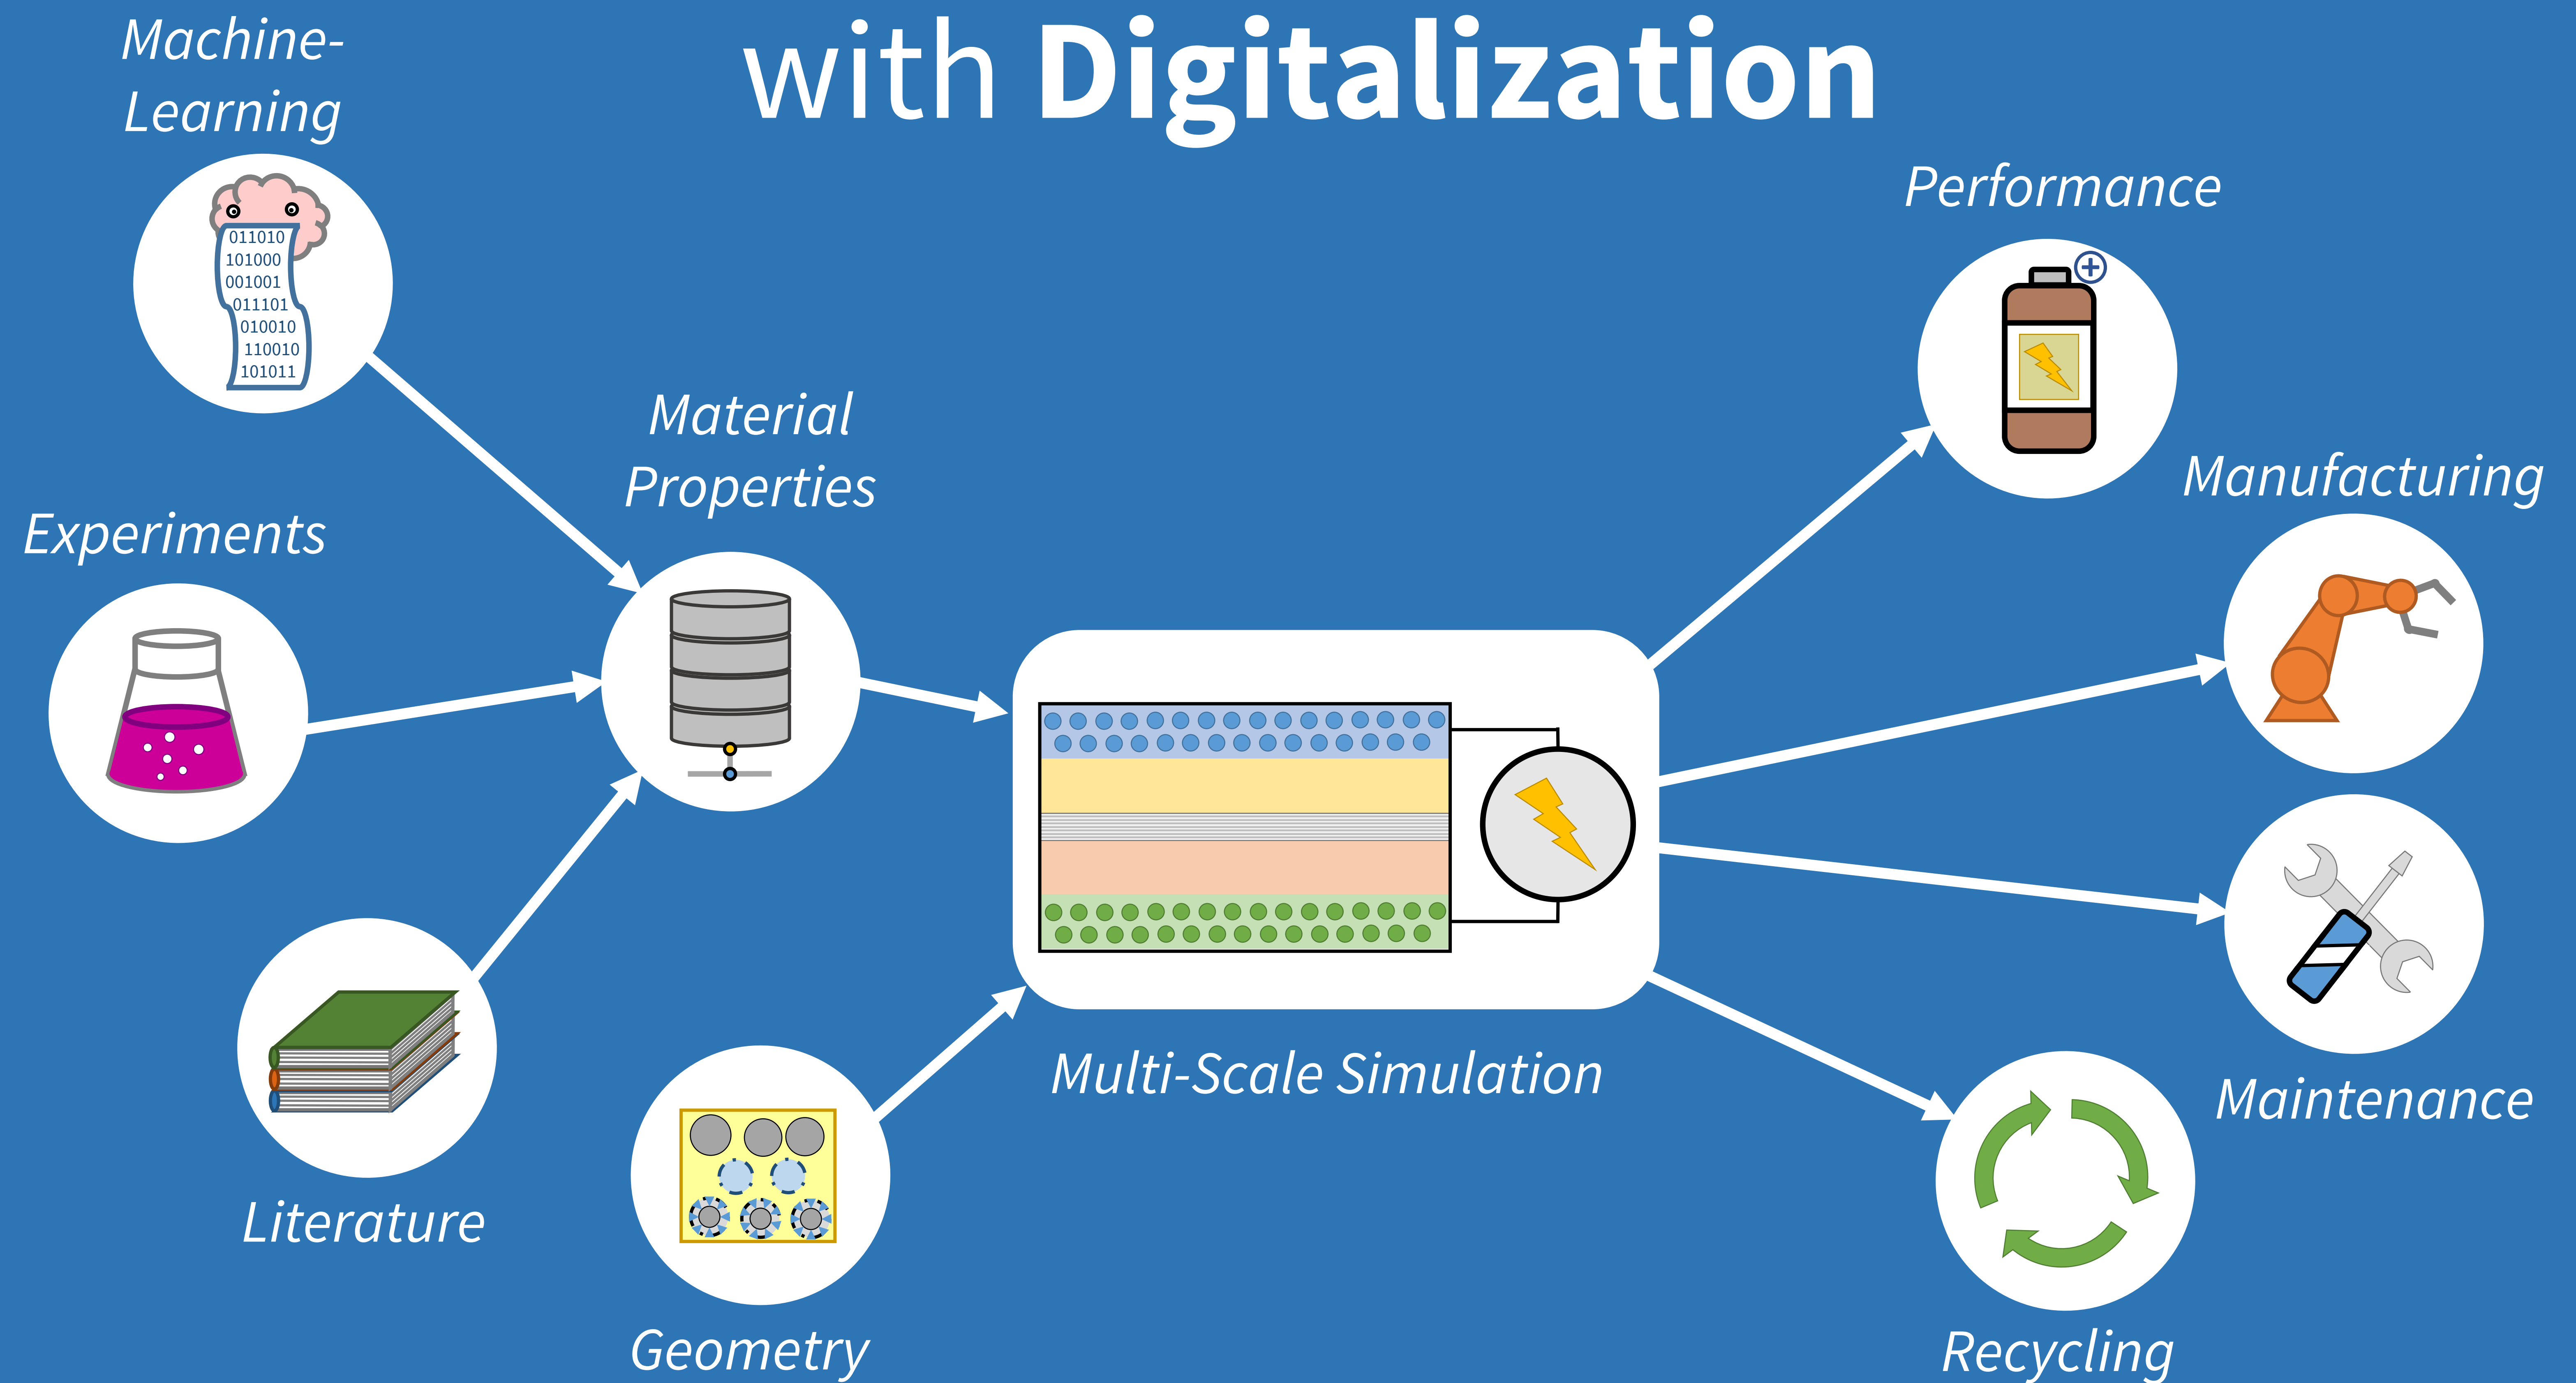 with Digitalization
Machine-
Learning
011010
101000
001001
011101
010010
110010
101011
Experiments
Literature
Material
Properties
Geometry
Multi-Scale Simulation
Performance
Manufacturing
Maintenance
Recycling